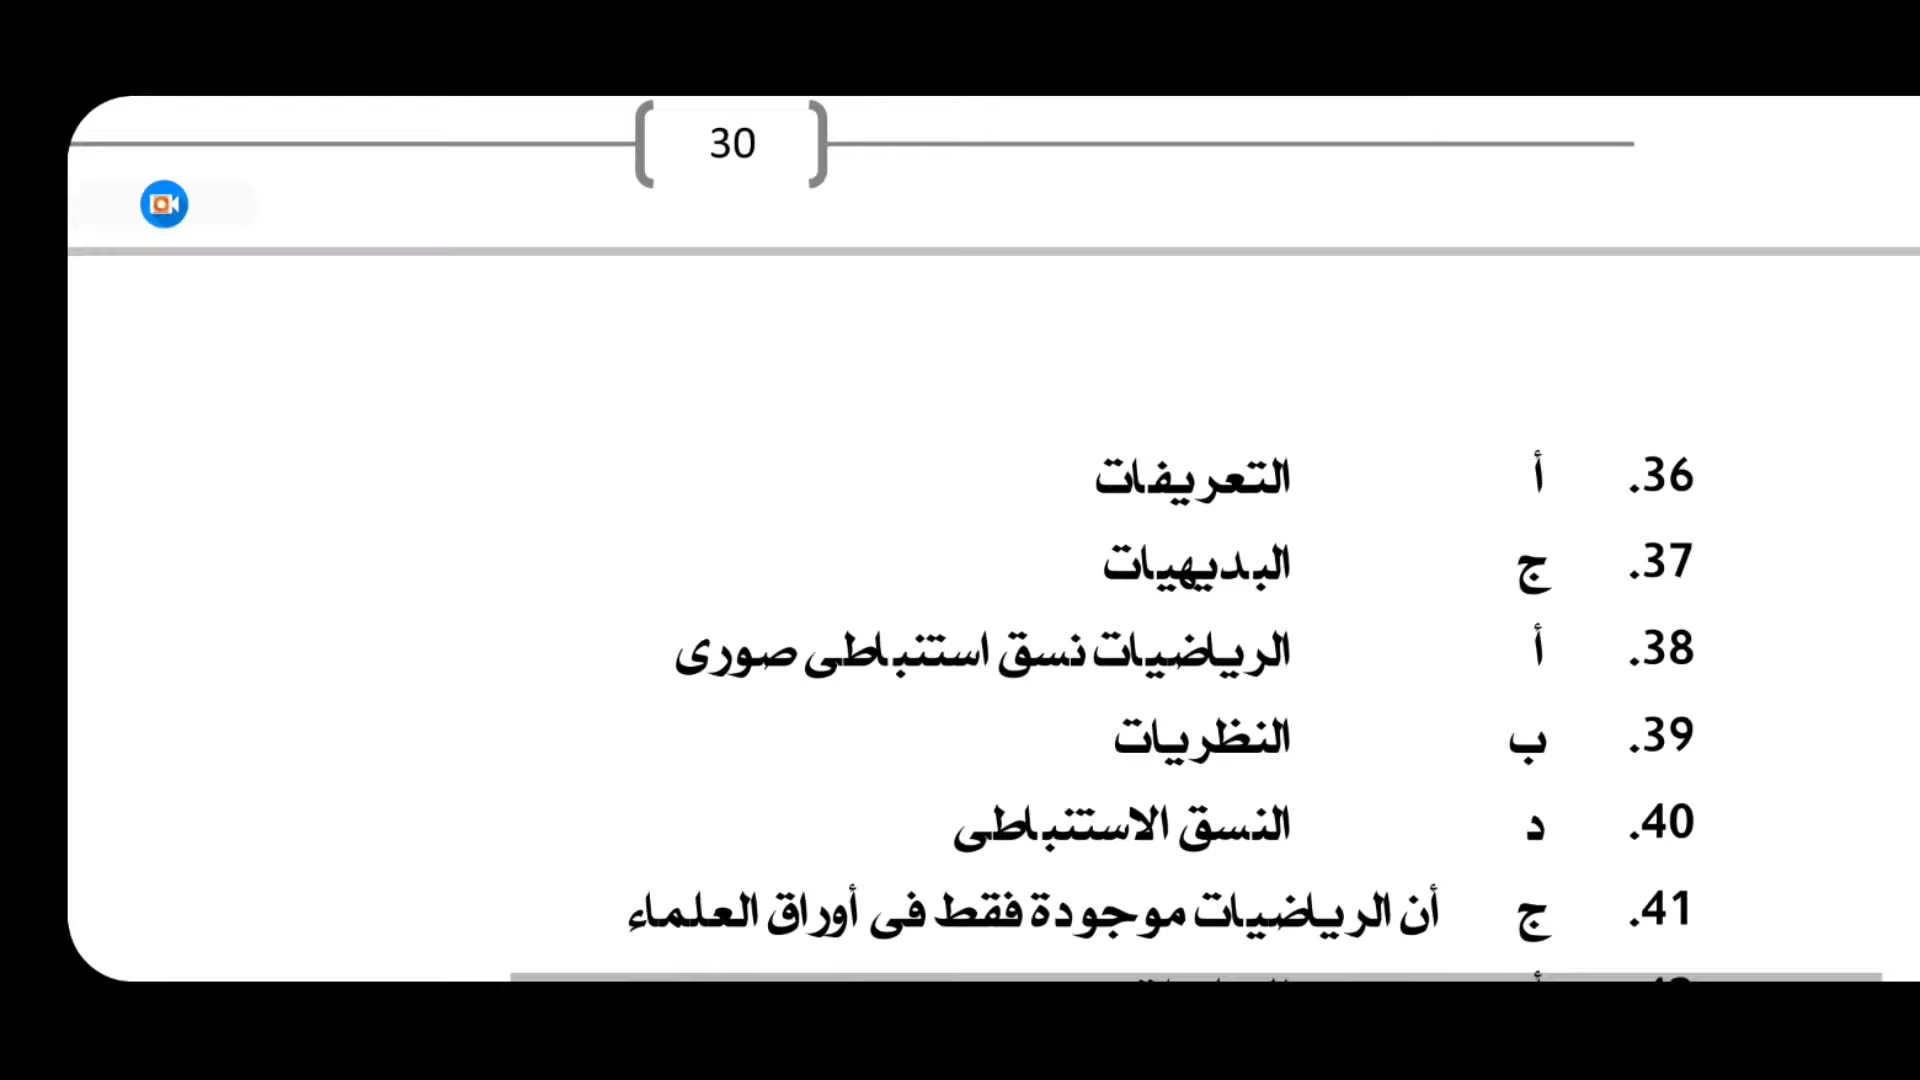 30
36. أ التعريفات
37. ج البديهيات
38. أ الرياضيات نسق استنباطى صورى
39. ب النظريات
40. د النسق الاستنباطى
41. ج أن الرياضيات موجودة فقط فى أوراق العلماء